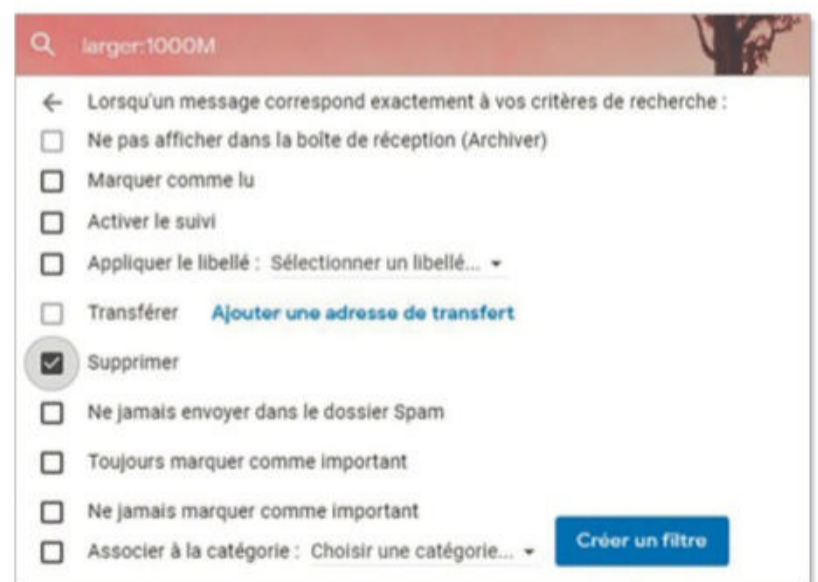 larger:1000M
Lorsqu'un message correspond exactement à vos critères de recherche :
Ne pas afficher dans la boîte de réception (Archiver)
Marquer comme lu
Activer le suivi
Appliquer le libellé : Sélectionner un libellé...
Transférer Ajouter une adresse de transfert
Supprimer
Ne jamais envoyer dans le dossier Spam
Toujours marquer comme important
Ne jamais marquer comme important
Associer à la catégorie : Choisir une catégorie...
Créer un filtre